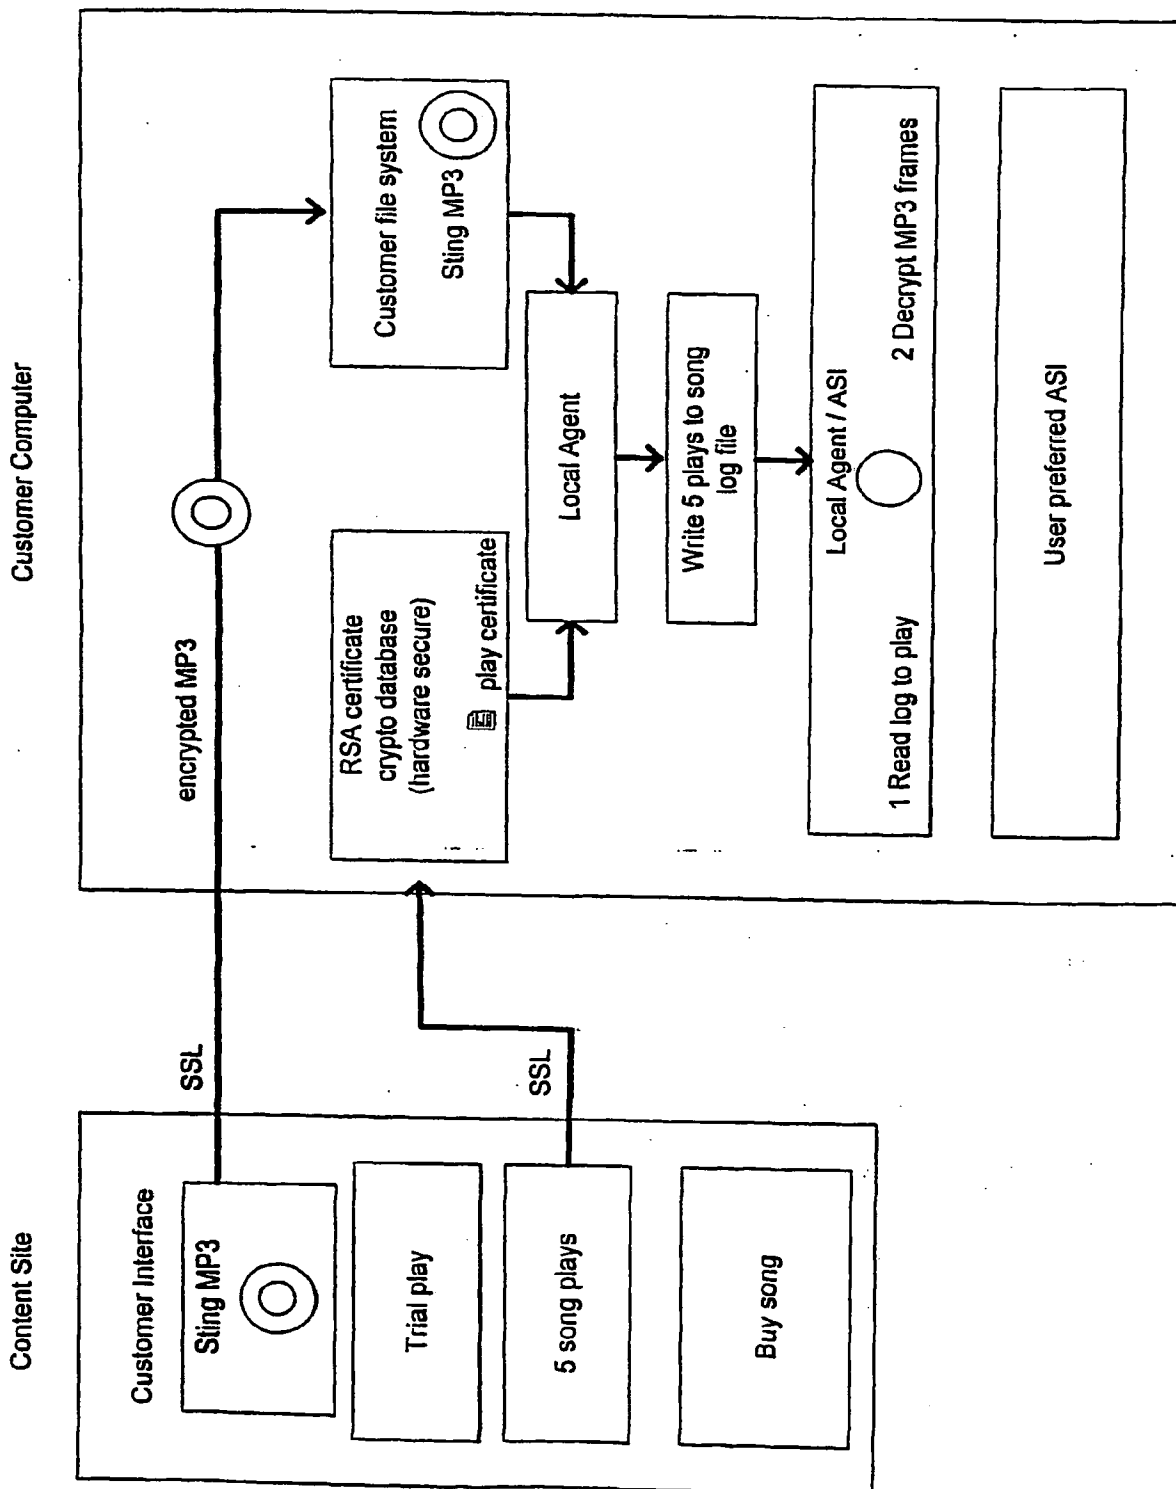 Content Site
Customer Interface
Sting MP3
Trial play
5 song plays
Buy song
SSL
SSL
Customer Computer
encrypted MP3
RSA certificate
crypto database
(hardware secure)
play certificate
Customer file system
Sting MP3
Local Agent
Write 5 plays to song
log file
Local Agent / ASI
1 Read log to play
2 Decrypt MP3 frames
User preferred ASI